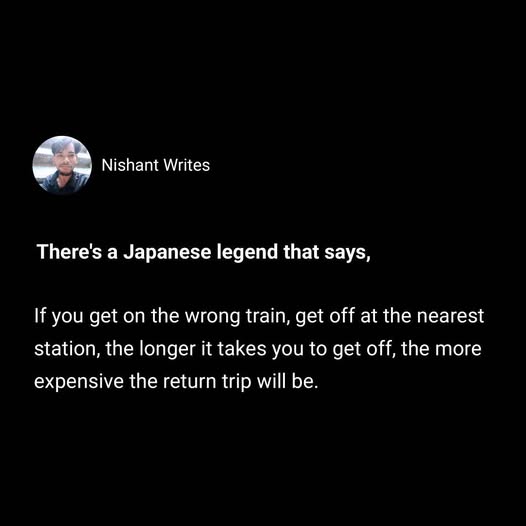 Nishant Writes
There's a Japanese legend that says,
If you get on the wrong train, get off at the nearest
station, the longer it takes you to get off, the more
expensive the return trip will be.